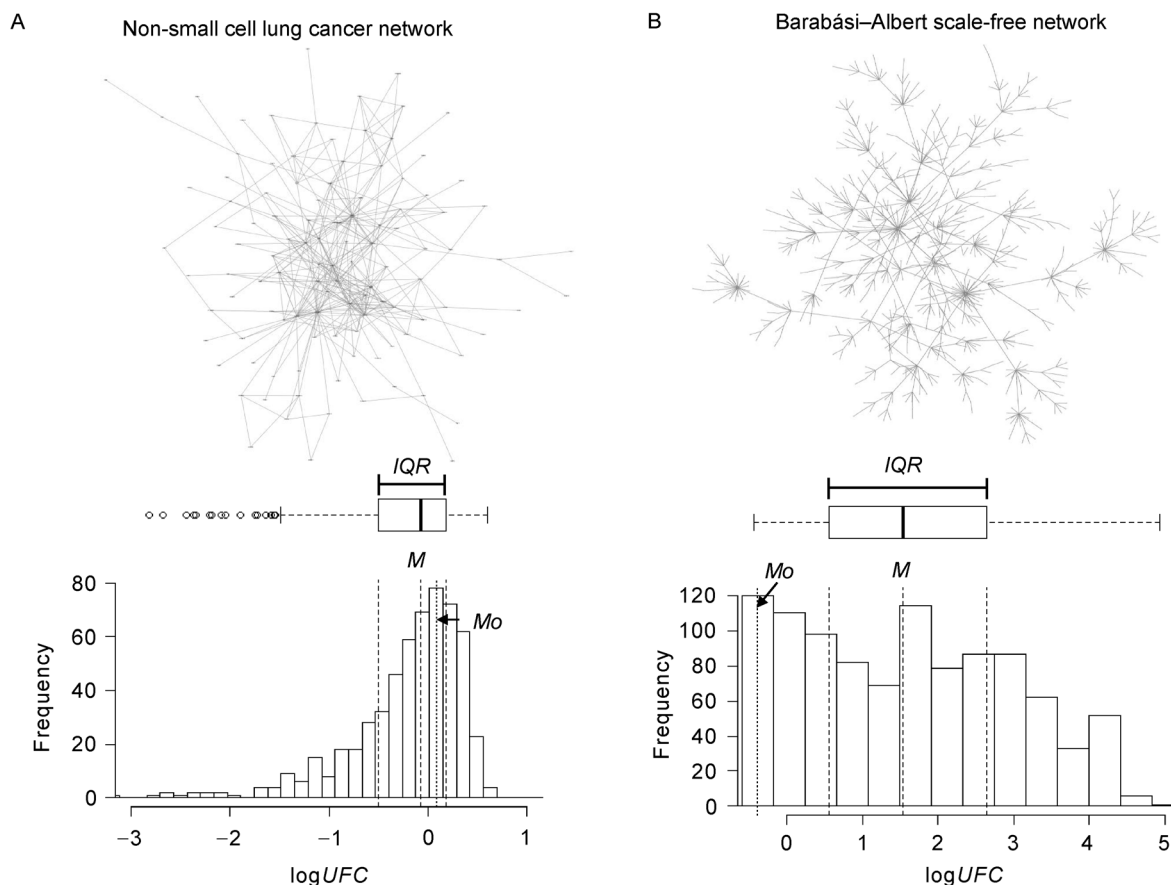 A
Non-small cell lung cancer network
B
Barabási–Albert scale-free network
IQR
IQR
M
Mo
M
Mo
80
60
40
20
0
Frequency
−3
−2
−1
0
1
logUFC
120
100
80
60
40
20
0
Frequency
0
1
2
3
4
5
logUFC